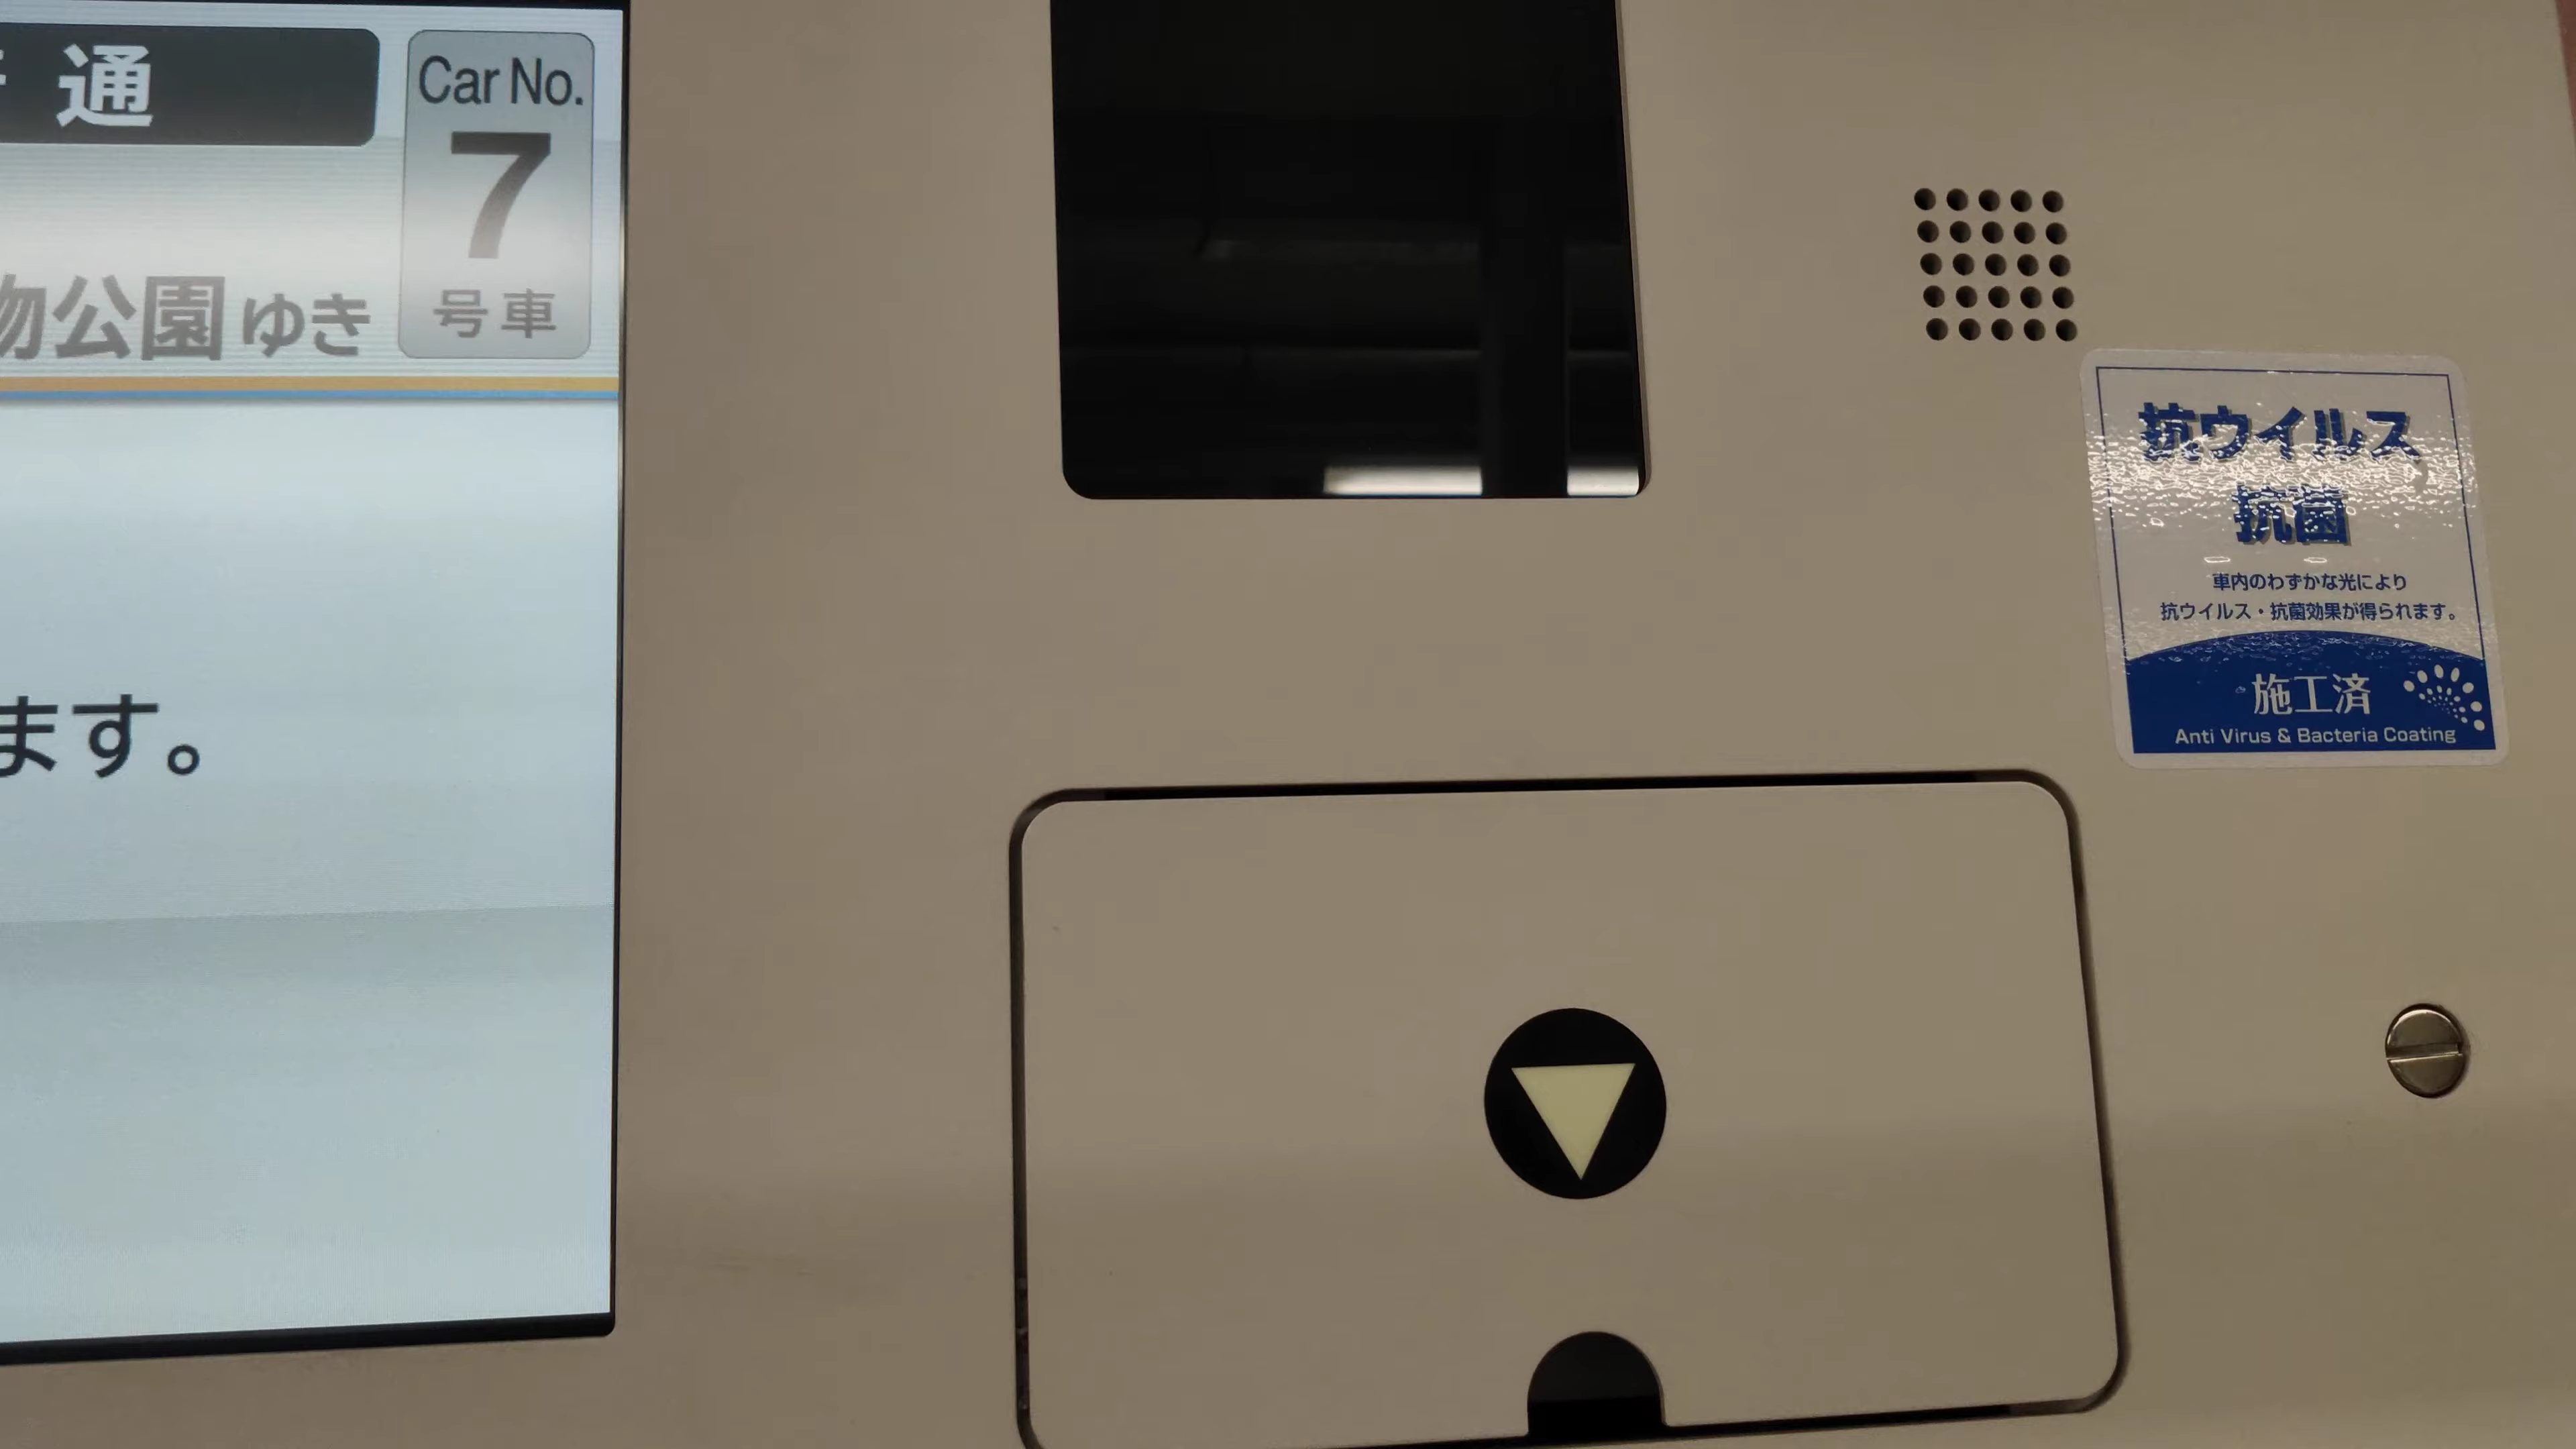 通
Car No.
7
号車
物公園ゆき
ます。
抗ウイルス
抗菌
車内のわずかな光により
抗ウイルス・抗菌効果が得られます。
施工済
Anti Virus & Bacteria Coating